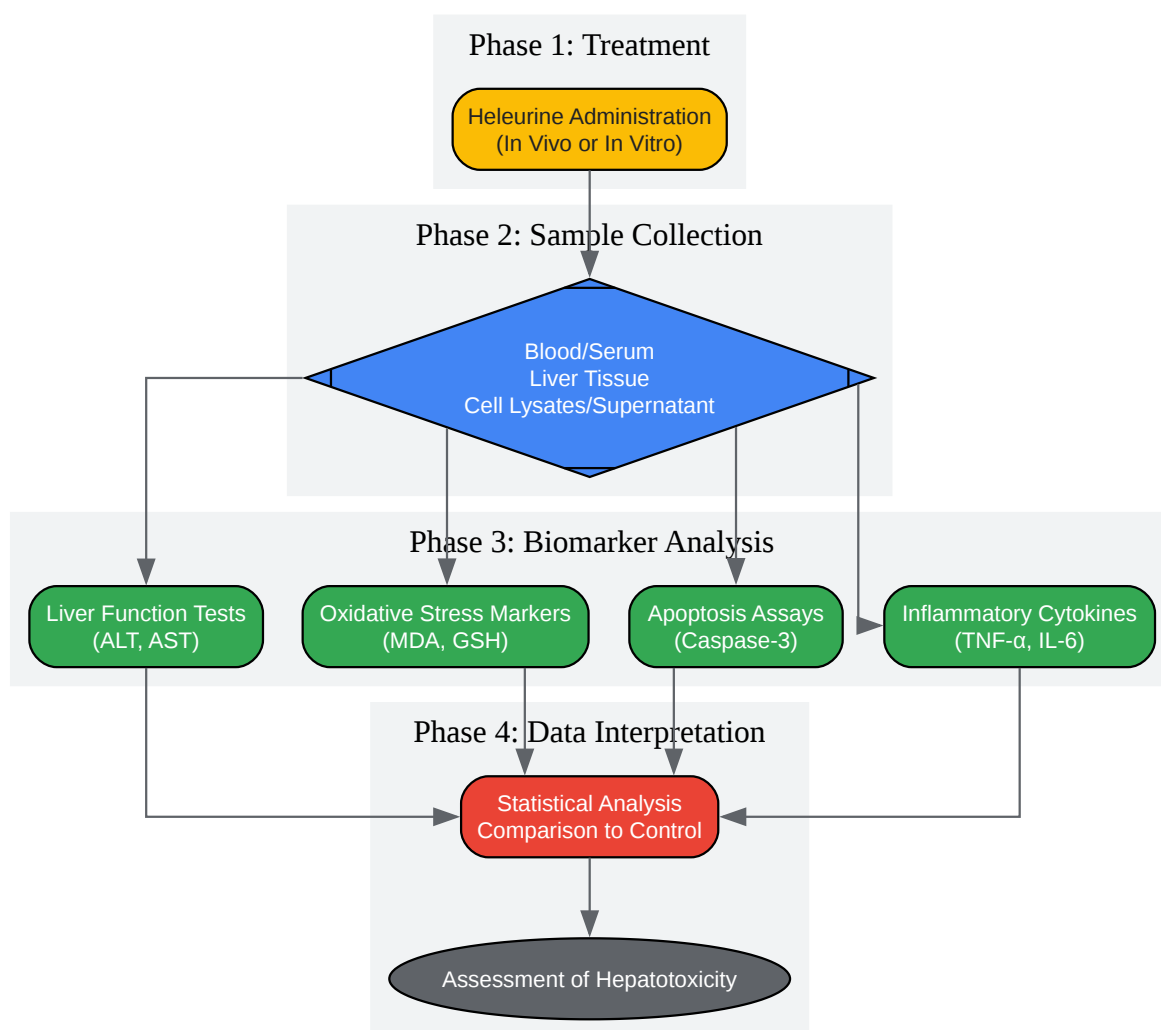 Phase 1: Treatment
Heleurine Administration
(In Vivo or In Vitro)
Phase 2: Sample Collection
Blood/Serum
Liver Tissue
Cell Lysates/Supernatant
Phase 3: Biomarker Analysis
Liver Function Tests
(ALT, AST)
Oxidative Stress Markers
(MDA, GSH)
Apoptosis Assays
(Caspase-3)
Inflammatory Cytokines
(TNF-α, IL-6)
Phase 4: Data Interpretation
Statistical Analysis
Comparison to Control
Assessment of Hepatotoxicity